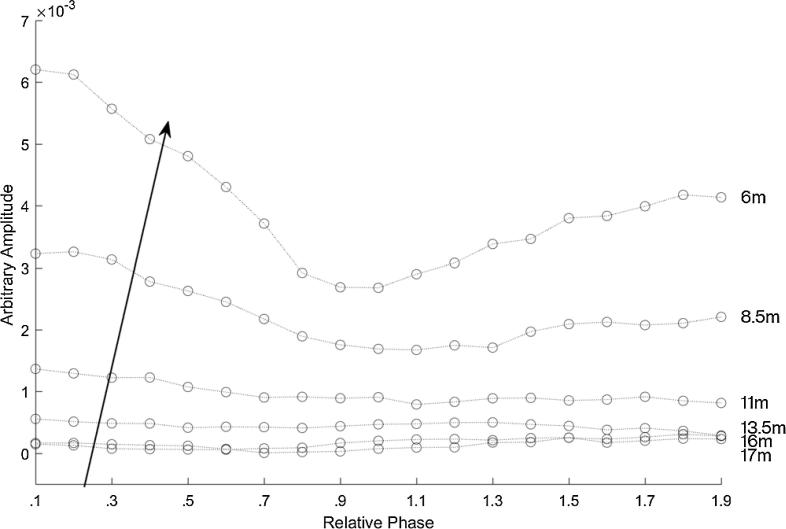 ×10⁻³
7
6
5
4
3
2
1
0
Arbitrary Amplitude
6m
8.5m
11m
13.5m
16m
17m
.1 .3 .5 .7 .9 1.1 1.3 1.5 1.7 1.9
Relative Phase